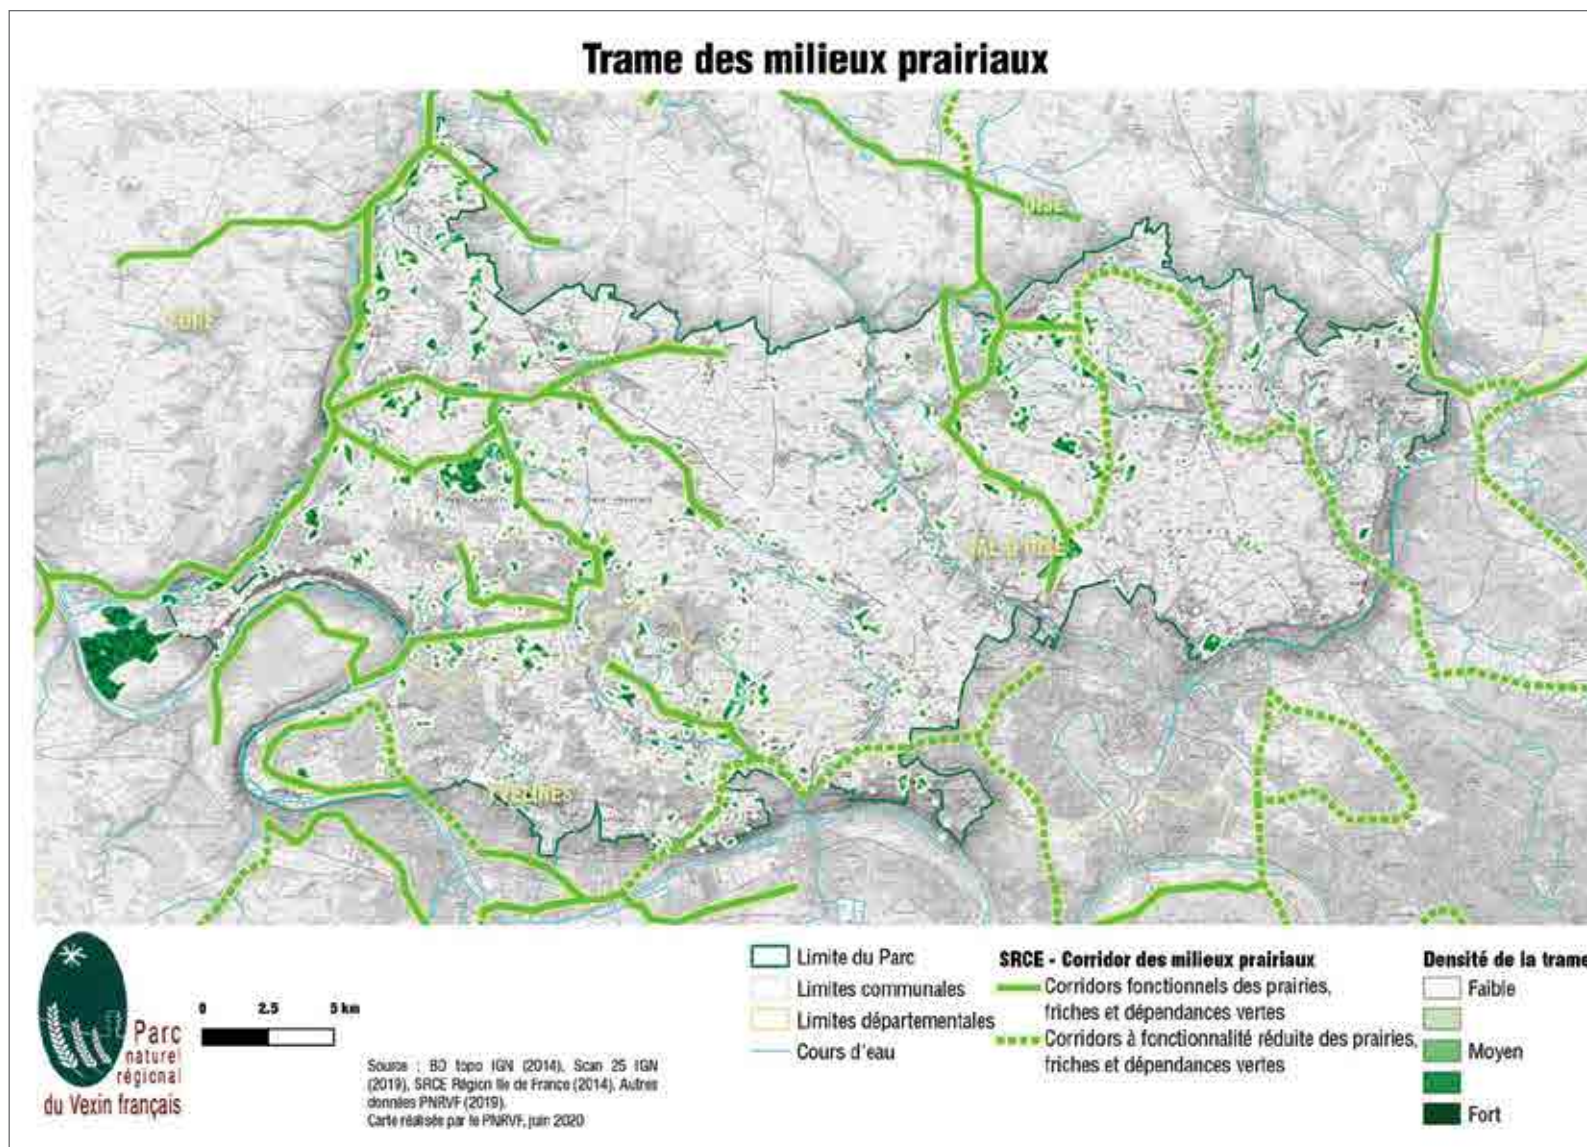 Trame des milieux prairiaux
OISE
EURE
VAL D'OISE
YVELINES
Parc
naturel
régional
du Vexin français
0 2.5 5 km
Source : BD topo IGN (2014), Scan 25 IGN
(2019), SRCE Région Ile de France (2014), Autres
données PNRVF (2019).
Carte réalisée par le PNRVF, juin 2020
Limite du Parc
Limites communales
Limites départementales
Cours d'eau
SRCE - Corridor des milieux prairiaux
Corridors fonctionnels des prairies,
friches et dépendances vertes
Corridors à fonctionnalité réduite des prairies,
friches et dépendances vertes
Densité de la trame
Faible
Moyen
Fort